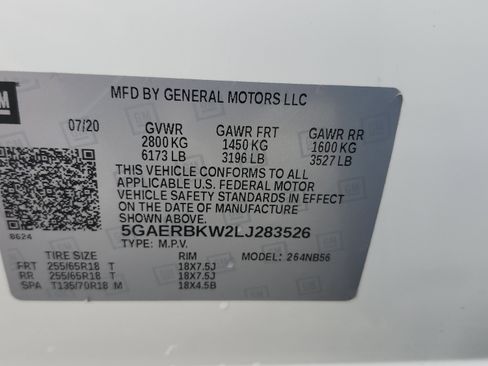 GM
MFD BY GENERAL MOTORS LLC
07/20 GVWR GAWR FRT GAWR RR
2800 KG 1450 KG 1600 KG
6173 LB 3196 LB 3527 LB
THIS VEHICLE CONFORMS TO ALL
APPLICABLE U.S. FEDERAL MOTOR
VEHICLE SAFETY STANDARDS IN EFFECT
ON THE DATE OF MANUFACTURE
SHOWN ABOVE.
8624 5GAERBKW2LJ283526
TYPE: M.P.V.
TIRE SIZE RIM MODEL: 264NB56
FRT 255/65R18 T 18X7.5J
RR 255/65R18 T 18X7.5J
SPA T135/70R18 M 18X4.5B